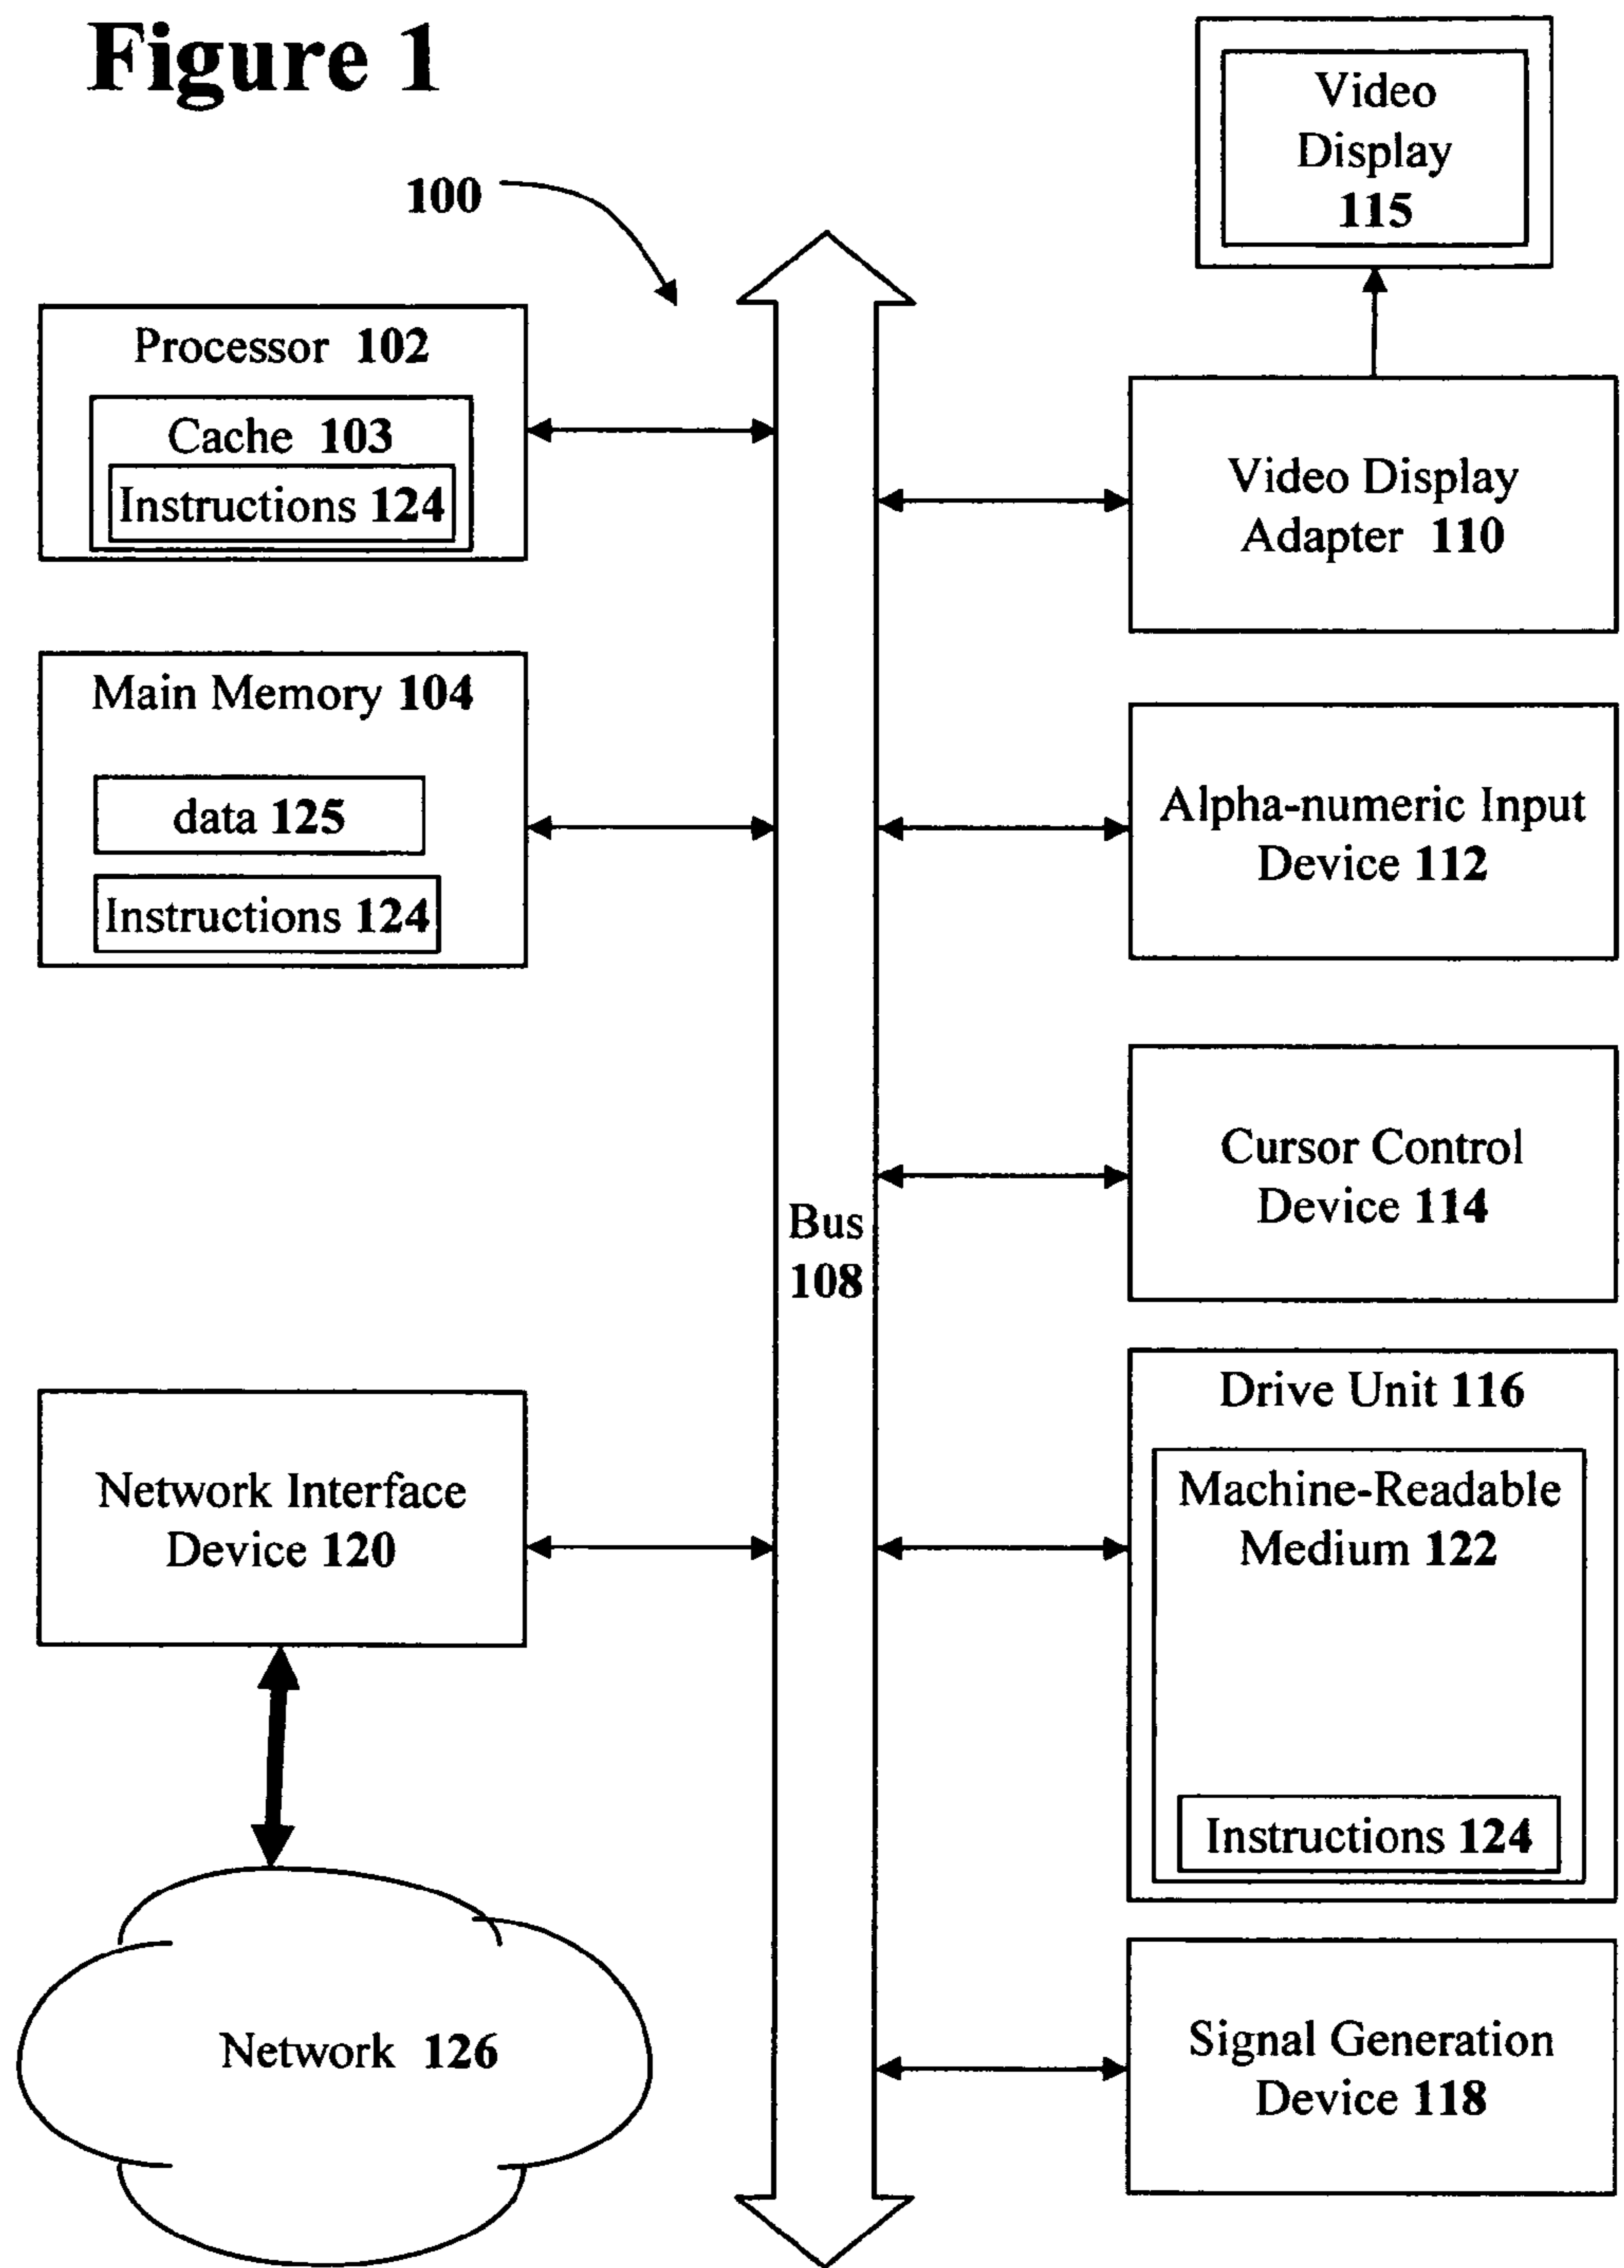 Figure 1
100
Video
Display
115
Processor 102
Cache 103
Instructions 124
Video Display
Adapter 110
Main Memory 104
data 125
Instructions 124
Alpha-numeric Input
Device 112
Cursor Control
Device 114
Bus
108
Network Interface
Device 120
Drive Unit 116
Machine-Readable
Medium 122
Instructions 124
Network 126
Signal Generation
Device 118